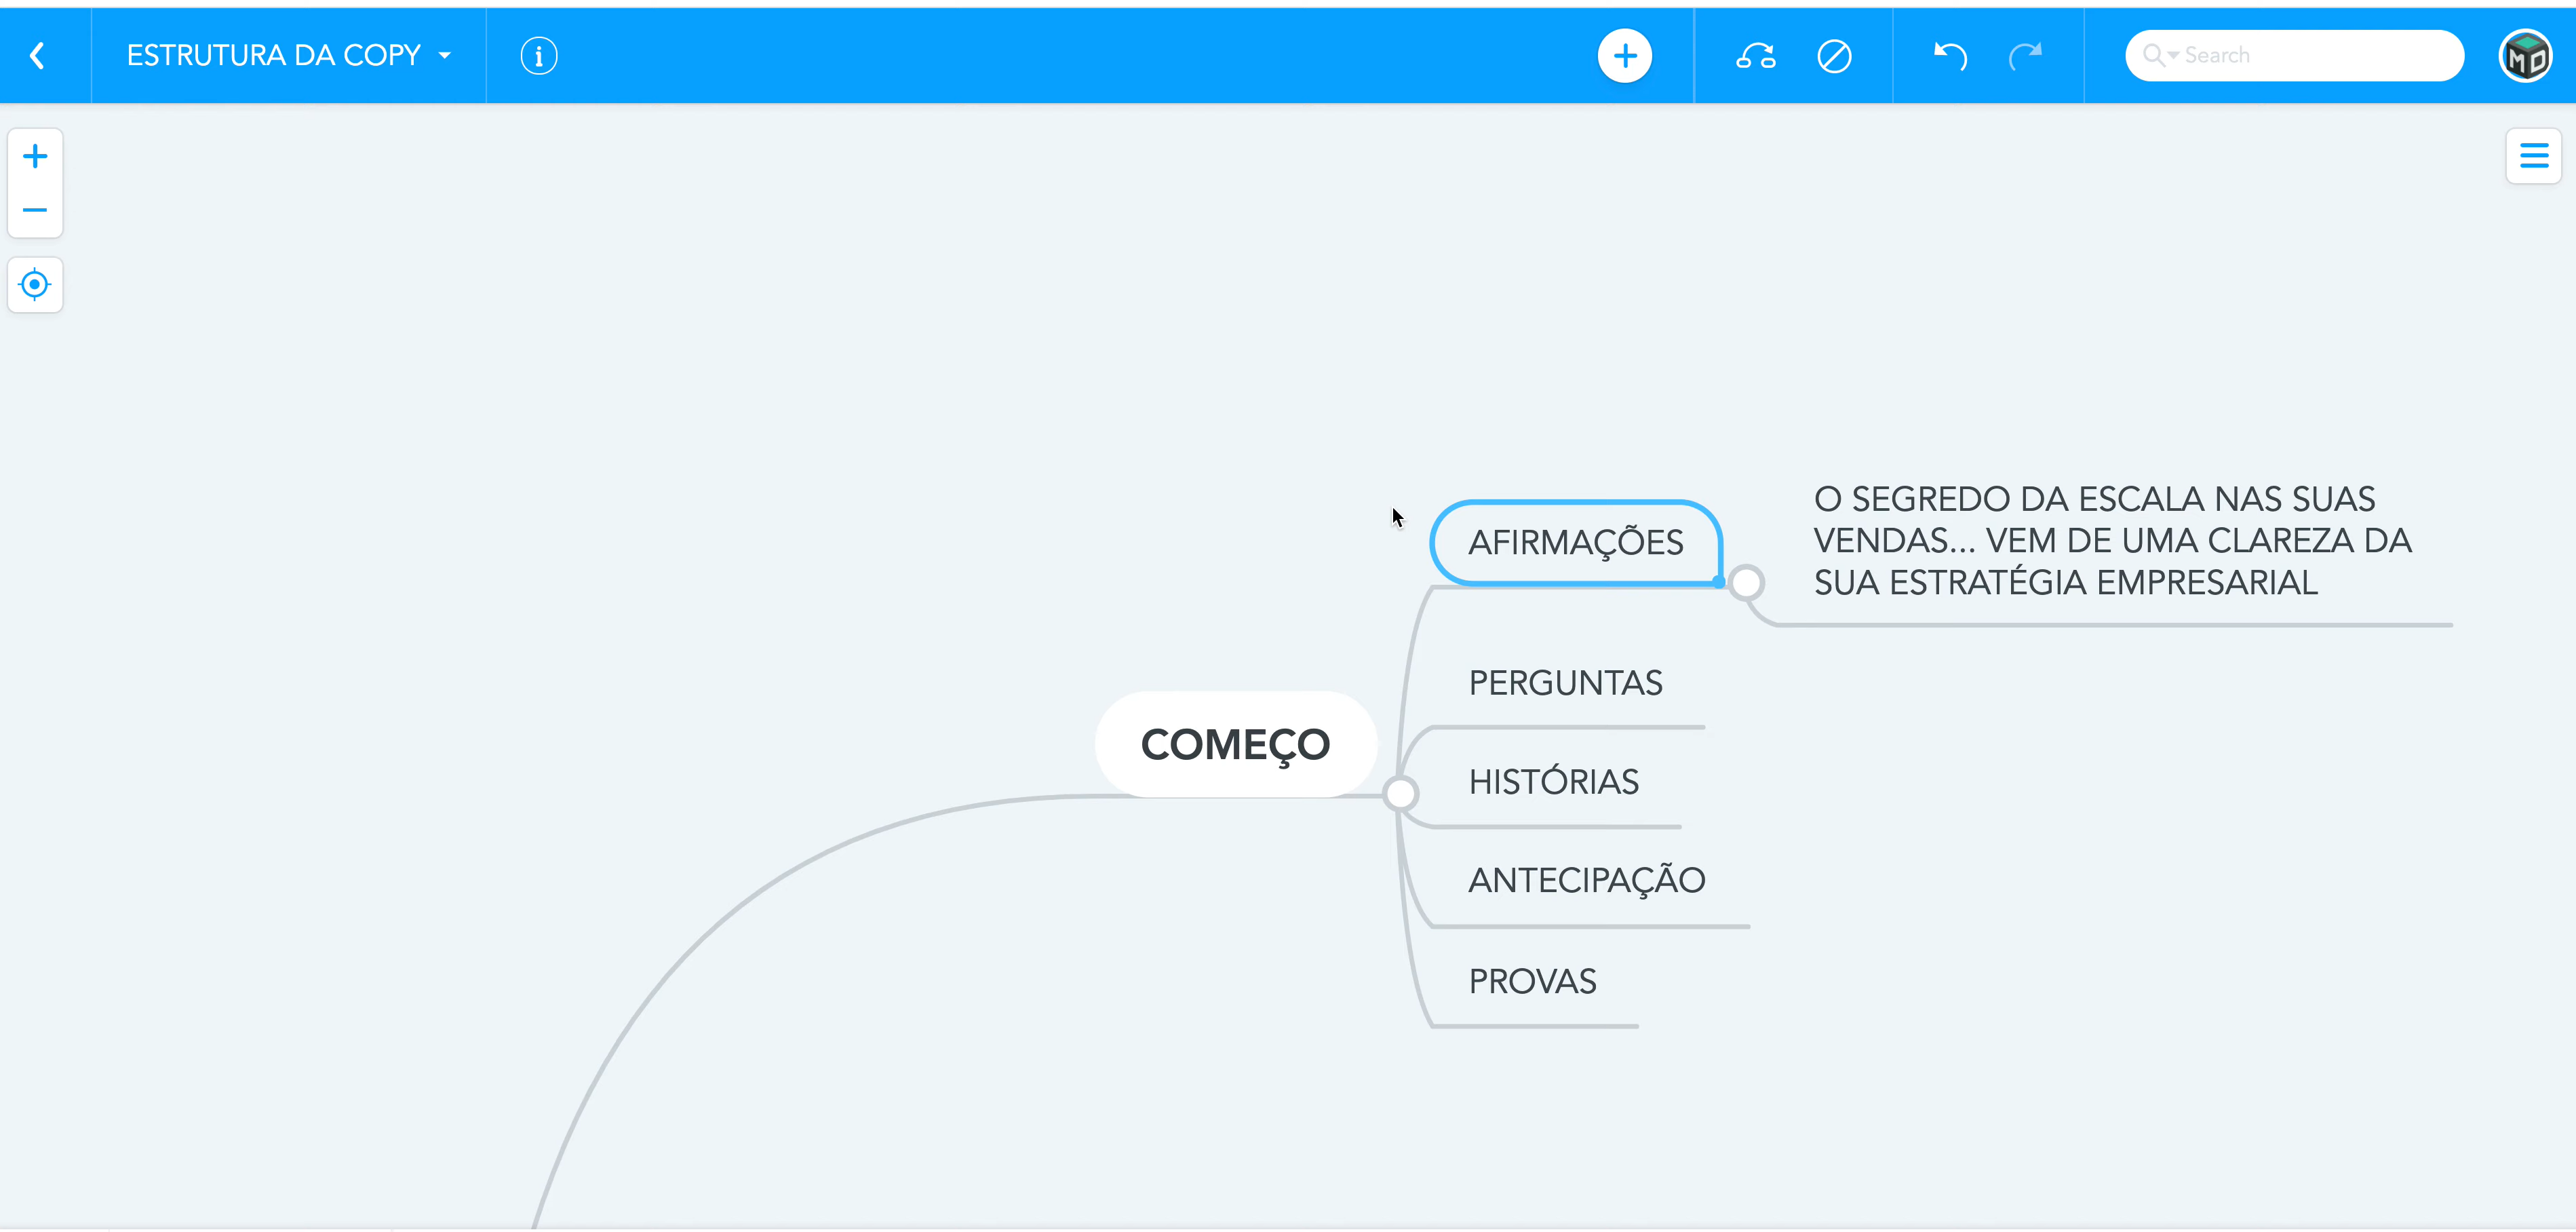 ESTRUTURA DA COPY
Search
MD
AFIRMAÇÕES
O SEGREDO DA ESCALA NAS SUAS
VENDAS... VEM DE UMA CLAREZA DA
SUA ESTRATÉGIA EMPRESARIAL
PERGUNTAS
COMEÇO
HISTÓRIAS
ANTECIPAÇÃO
PROVAS